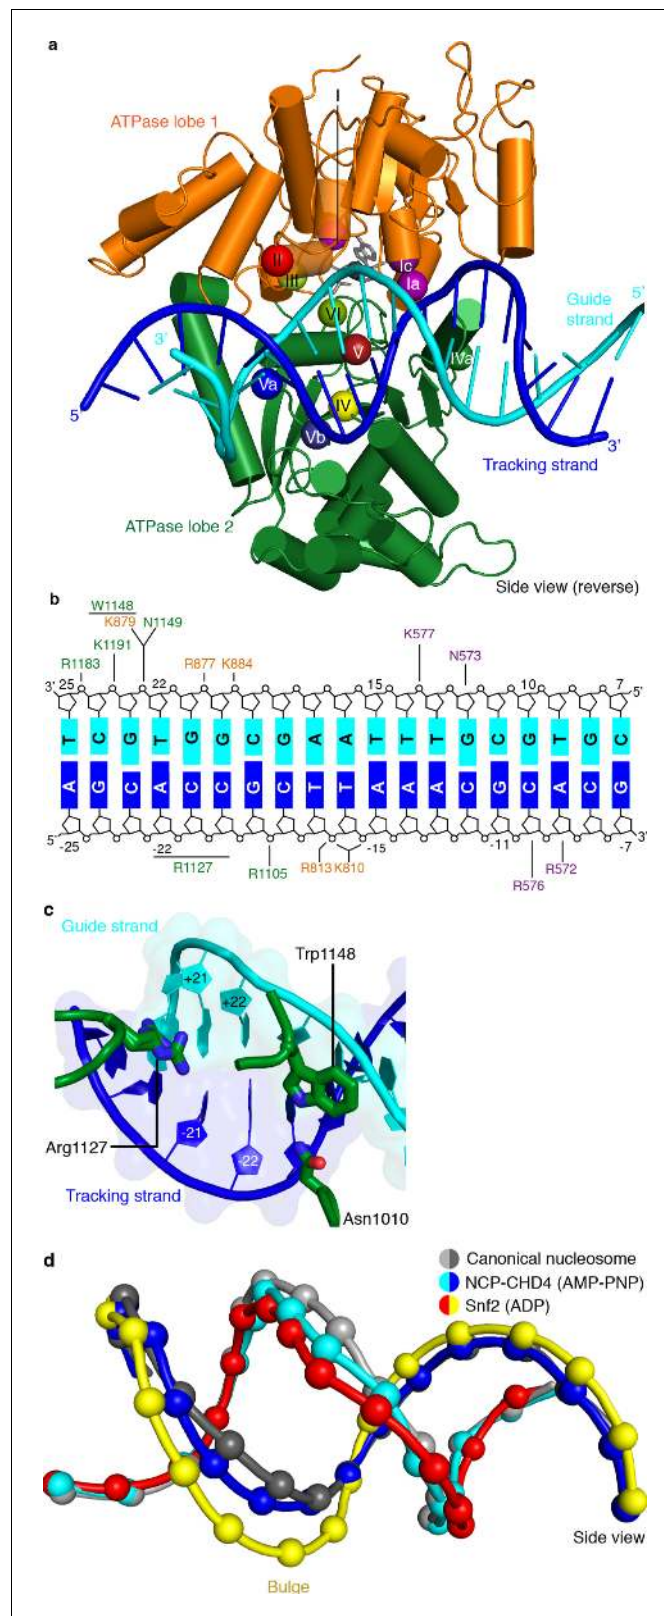 a
I
ATPase lobe 1
II
III
Ic
Ia
5'
Guide
strand
VI
3'
V
IVa
Va
IV
5'
Vb
3'
Tracking strand
ATPase lobe 2
Side view (reverse)
b
W1148
K879 N1149
K577
K1191
N573
R1183
R877 K884
3' 25 22 15 10 7 5'
T C G T G G C G A A T T T G C G T G C
A G C A C C G C T T A A A C G C A C G
5' -25 -22 -15 -11 -7 3'
R1127
R1105
R813 K810
R572
R576
c
Guide strand
Trp1148
+21
+22
Arg1127
-21
-22
Tracking strand
Asn1010
d
Canonical nucleosome
NCP-CHD4 (AMP-PNP)
Snf2 (ADP)
Side view
Bulge